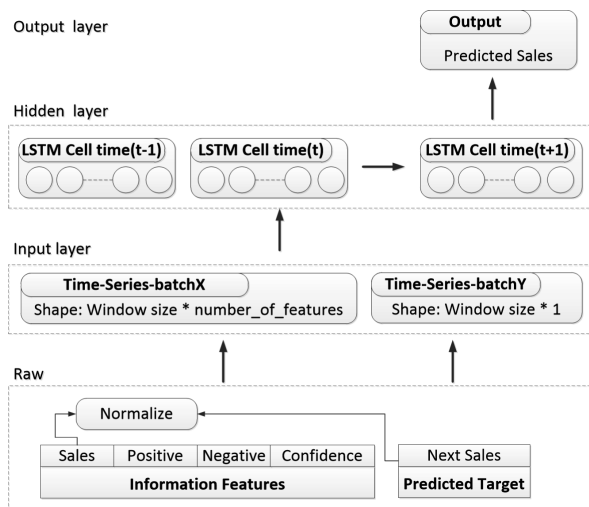 Output layer
Output
Predicted Sales
Hidden layer
LSTM Cell time(t-1)
LSTM Cell time(t)
LSTM Cell time(t+1)
Input layer
Time-Series-batchX
Shape: Window size * number_of_features
Time-Series-batchY
Shape: Window size * 1
Raw
Normalize
Sales
Positive
Negative
Confidence
Information Features
Next Sales
Predicted Target